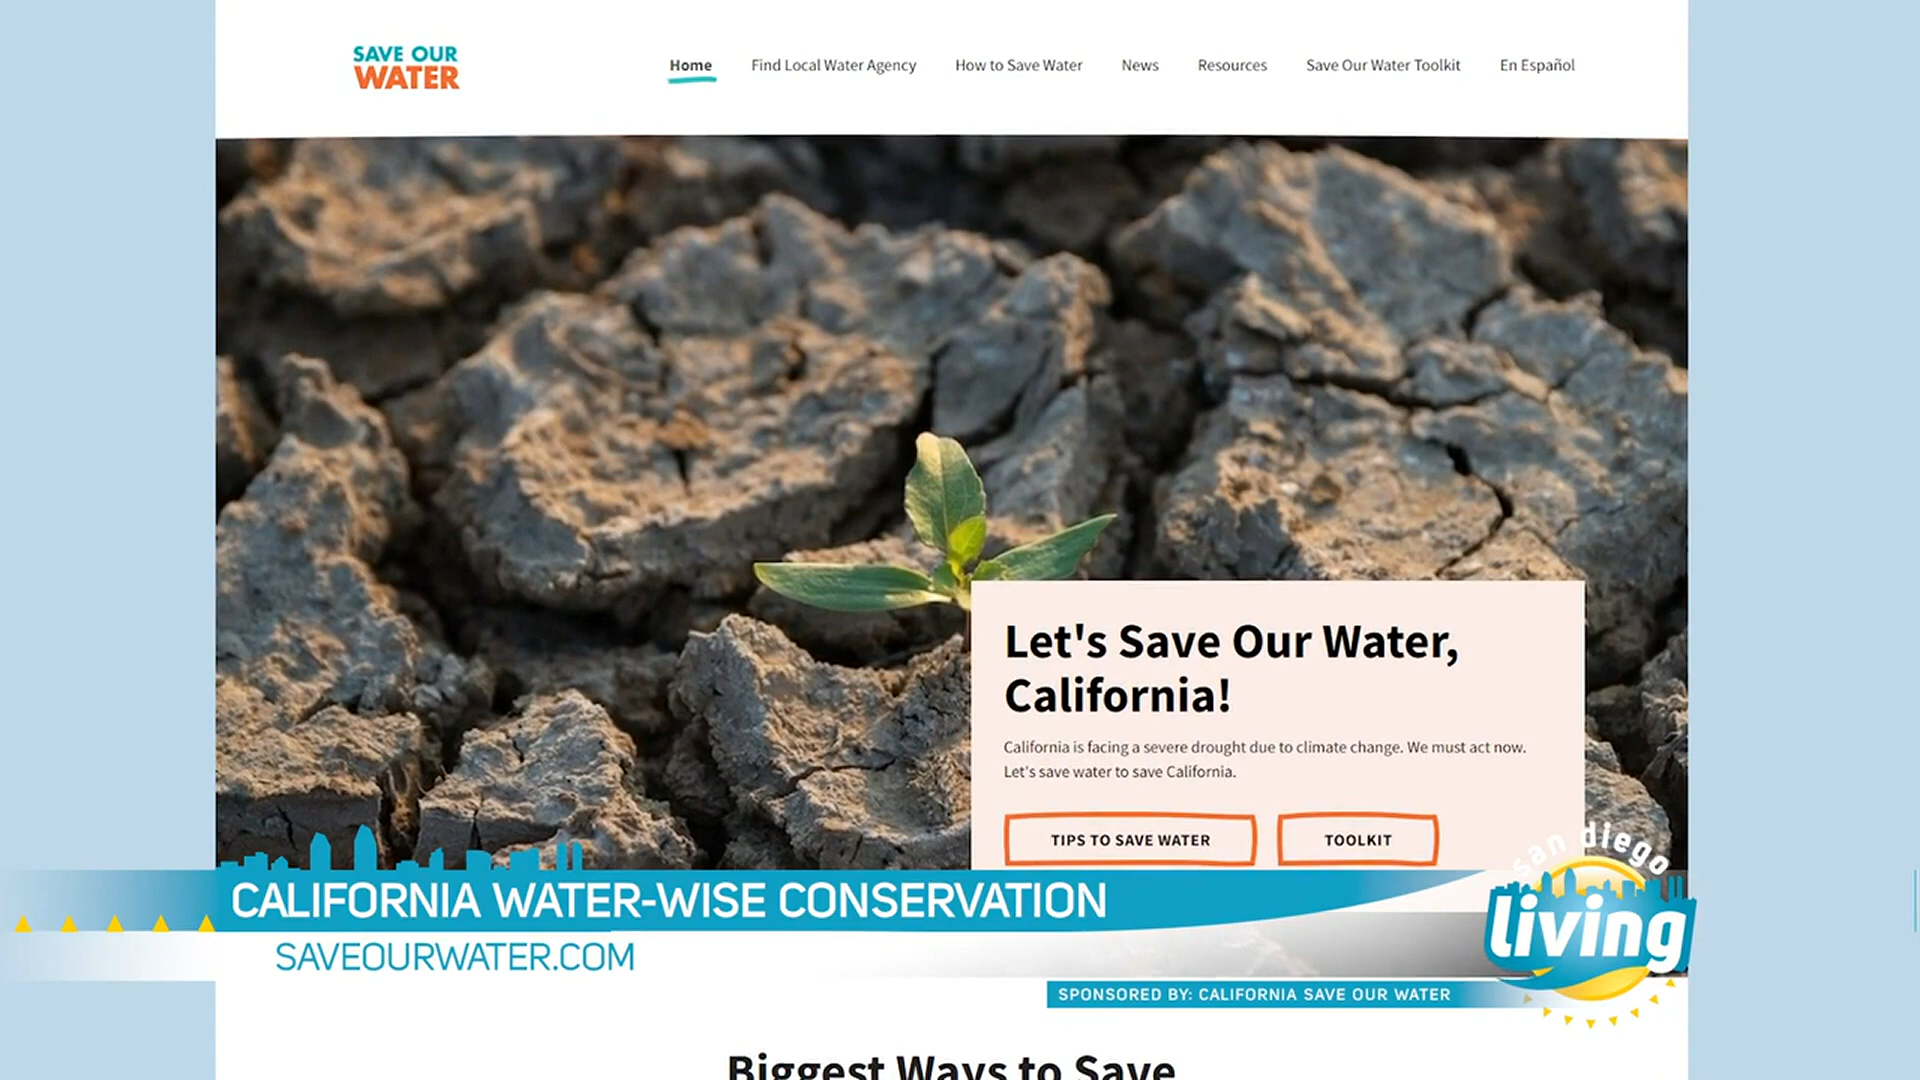 SAVE OUR
WATER
Home Find Local Water Agency How to Save Water News Resources Save Our Water Toolkit En Español
Let's Save Our Water,
California!
California is facing a severe drought due to climate change. We must act now.
Let's save water to save California.
TIPS TO SAVE WATER TOOLKIT
CALIFORNIA WATER-WISE CONSERVATION
SAVEOURWATER.COM
san diego
living
SPONSORED BY: CALIFORNIA SAVE OUR WATER
Biggest Ways to Save